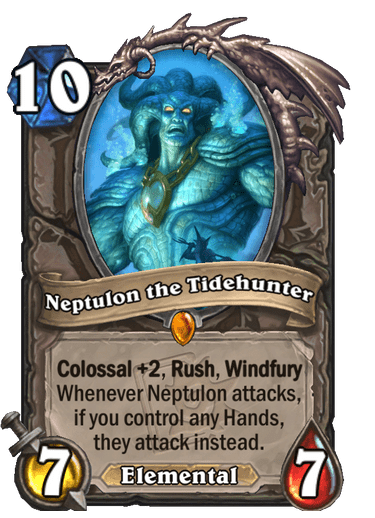 10
Neptulon the Tidehunter
Colossal +2, Rush, Windfury
Whenever Neptulon attacks,
if you control any Hands,
they attack instead.
7
Elemental
7